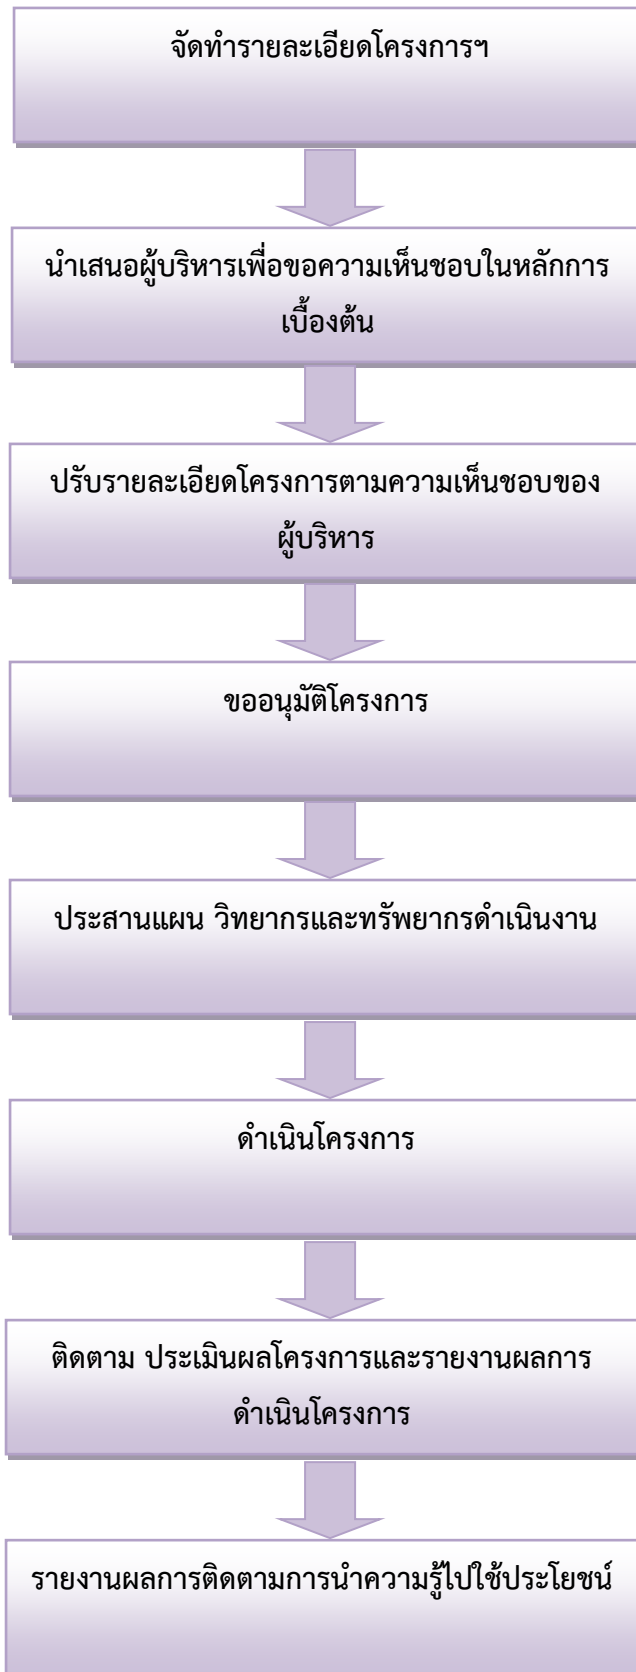 จัดทำรายละเอียดโครงการฯ
นำเสนอผู้บริหารเพื่อขอความเห็นชอบในหลักการ
เบื้องต้น
ปรับรายละเอียดโครงการตามความเห็นชอบของ
ผู้บริหาร
ขออนุมัติโครงการ
ประสานแผน วิทยากรและทรัพยากรดำเนินงาน
ดำเนินโครงการ
ติดตาม ประเมินผลโครงการและรายงานผลการ
ดำเนินโครงการ
รายงานผลการติดตามการนำความรู้ไปใช้ประโยชน์